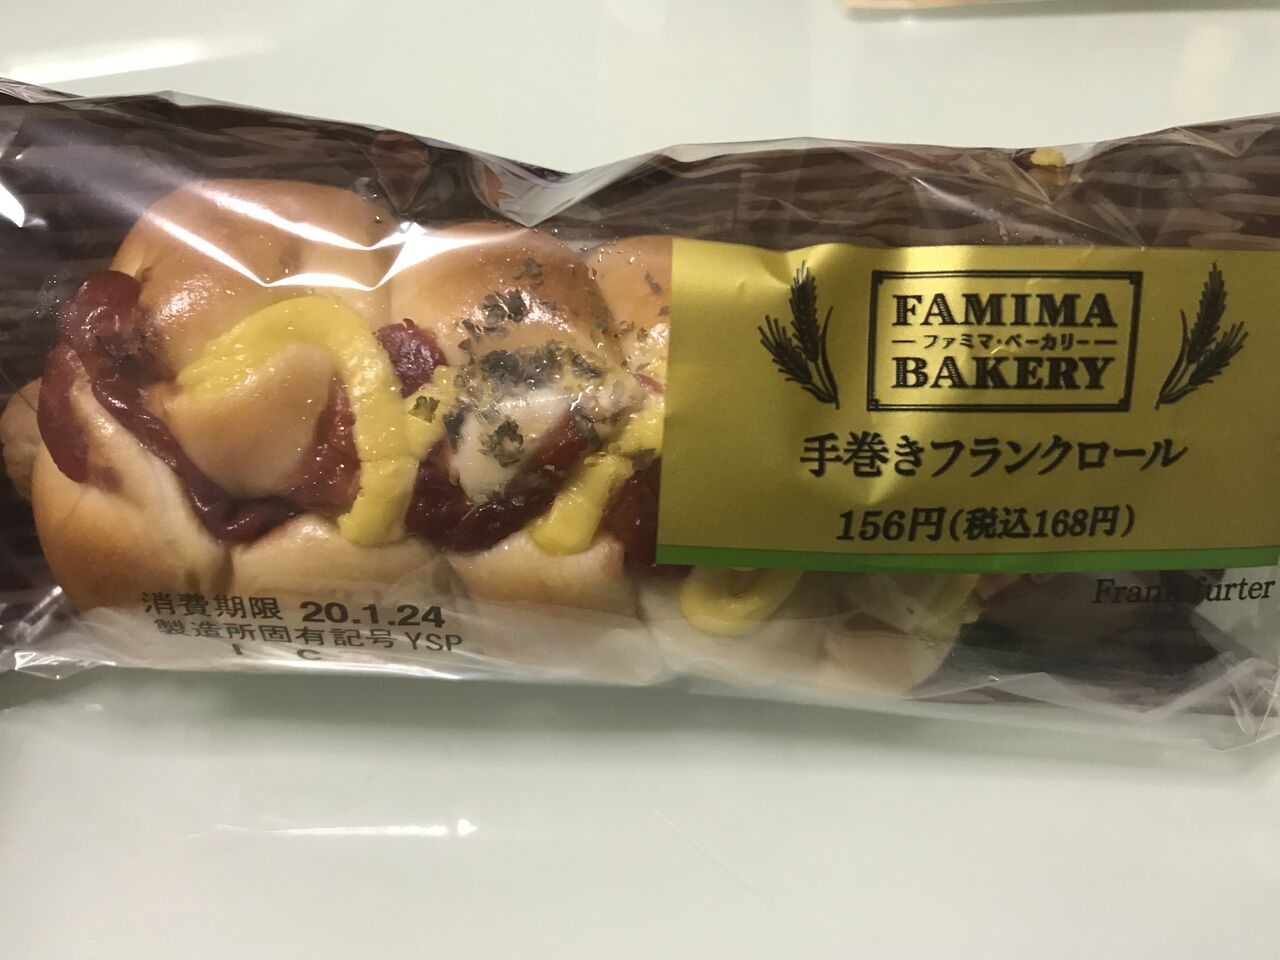 FAMIMA
ファミマ・ベーカリー
BAKERY
手巻きフランクロール
156円(税込168円)
Frankfurter
消費期限 20.1.24
製造所固有記号 YSP
I C